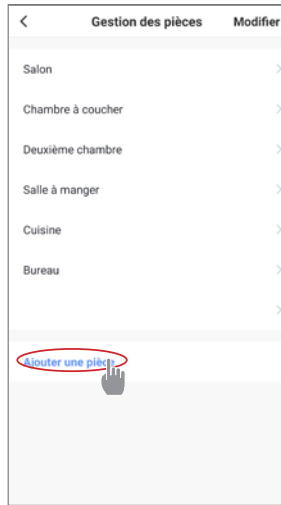 Gestion des pièces Modifier
Salon
Chambre à coucher
Deuxième chambre
Salle à manger
Cuisine
Bureau
Ajouter une pièce